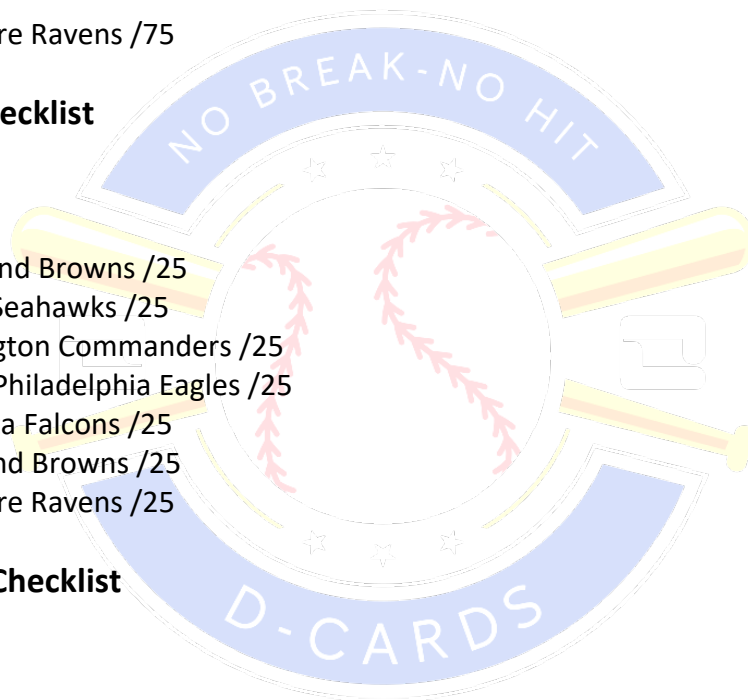 re Ravens /75
NO BREAK-NO HIT
ecklist
nd Browns /25
Seahawks /25
gton Commanders /25
Philadelphia Eagles /25
a Falcons /25
nd Browns /25
re Ravens /25
Checklist
D-CARDS